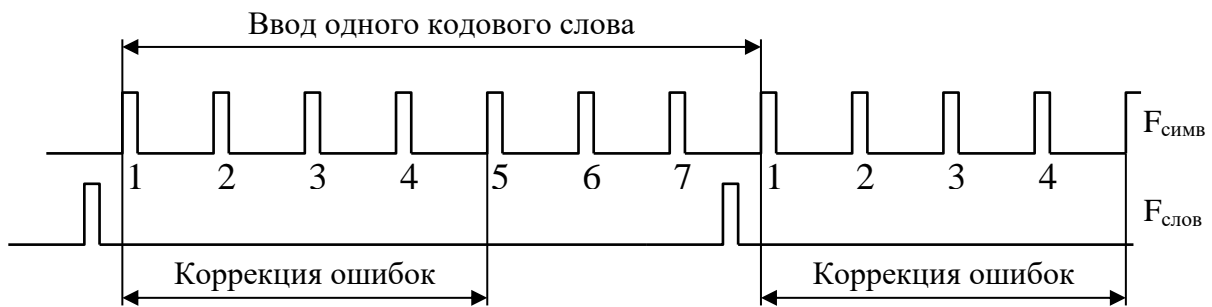 Ввод одного кодового слова
Fсимв
1 2 3 4 5 6 7 1 2 3 4
Fслов
Коррекция ошибок Коррекция ошибок